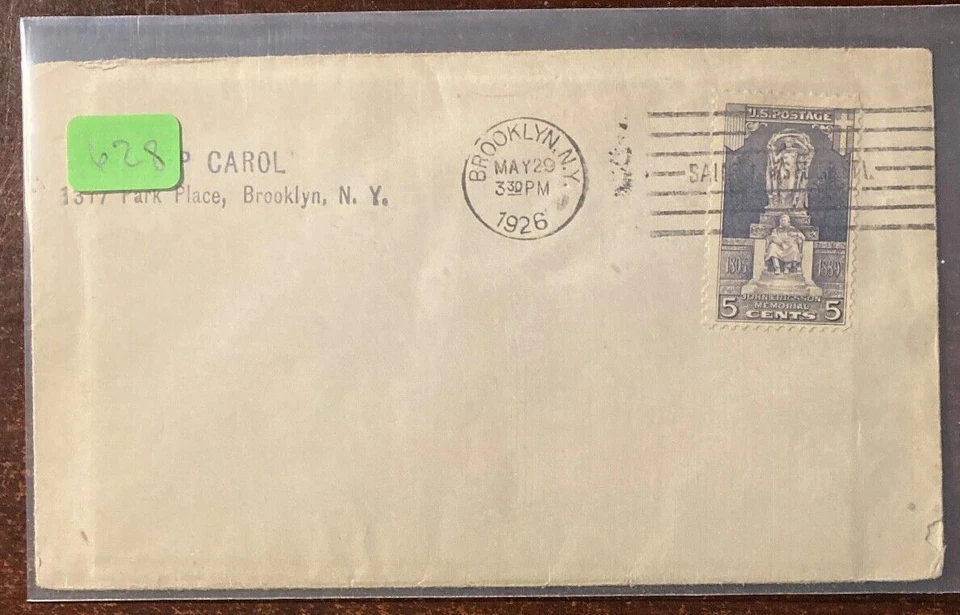 628
P CAROL
1317 Park Place, Brooklyn, N. Y.
BROOKLYN, N.Y.
MAY 29
3 30 PM
1926
U.S. POSTAGE
1803 1889
JOHN ERICSSON
MEMORIAL
5 CENTS 5